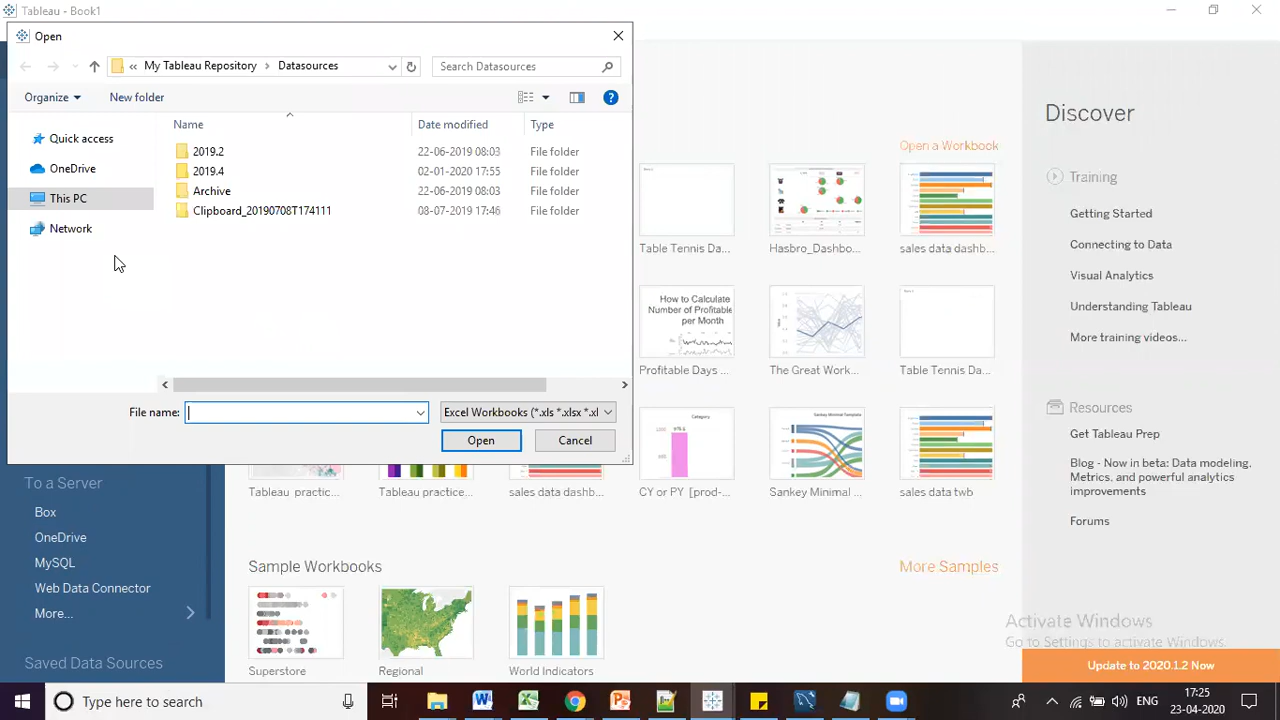 Tableau - Book1
Open
« My Tableau Repository > Datasources
Search Datasources
Organize
New folder
Name
Date modified
Type
Quick access
OneDrive
This PC
Network
2019.2 22-06-2019 08:03 File folder
2019.4 02-01-2020 17:55 File folder
Archive 22-06-2019 08:03 File folder
Clipboard_20190708T174111 08-07-2019 17:46 File folder
File name:
Excel Workbooks (*.xls *.xlsx *.xl
Open
Cancel
Open a Workbook
Table Tennis Da...
Hasbro_Dashbo...
sales data dashb...
How to Calculate
Number of Profitable
per Month
Profitable Days ...
The Great Work...
Table Tennis Da...
Category
CY or PY [prod-...
Sankey Minimal Template
Sankey Minimal ...
sales data twb
Tableau practic...
Tableau practice...
sales data dashb...
To a Server
Box
OneDrive
MySQL
Web Data Connector
More...
Saved Data Sources
Sample Workbooks
More Samples
Superstore
Regional
World Indicators
Discover
Training
Getting Started
Connecting to Data
Visual Analytics
Understanding Tableau
More training videos...
Resources
Get Tableau Prep
Blog - Now in beta: Data modeling,
Metrics, and powerful analytics
improvements
Forums
Activate Windows
Go to Settings to activate Windows.
Update to 2020.1.2 Now
Type here to search
ENG
17:25
23-04-2020